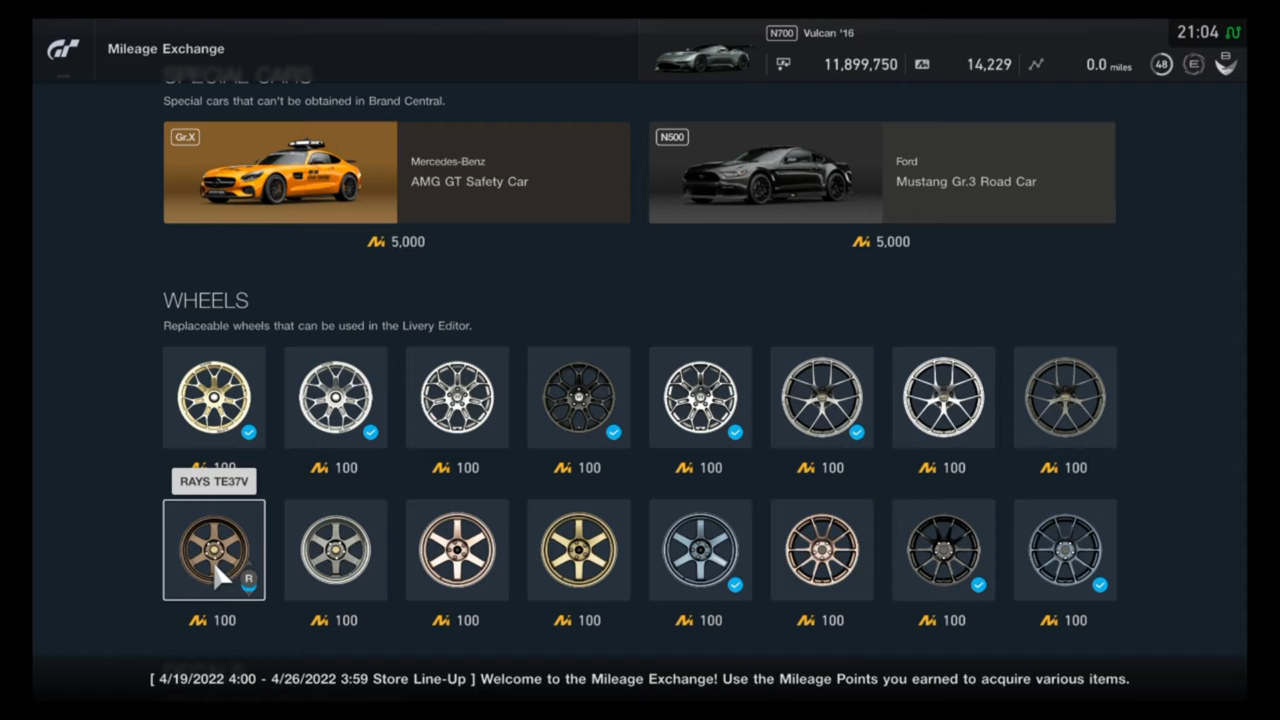 N700 Vulcan '16
21:04
Mileage Exchange
11,899,750
14,229
0.0 miles
48
E
B
SPECIAL CARS
Special cars that can't be obtained in Brand Central.
Gr.X
Mercedes-Benz
AMG GT Safety Car
N500
Ford
Mustang Gr.3 Road Car
5,000
5,000
WHEELS
Replaceable wheels that can be used in the Livery Editor.
100 100 100 100 100 100 100 100
RAYS TE37V
R
100 100 100 100 100 100 100 100
[ 4/19/2022 4:00 - 4/26/2022 3:59 Store Line-Up ] Welcome to the Mileage Exchange! Use the Mileage Points you earned to acquire various items.